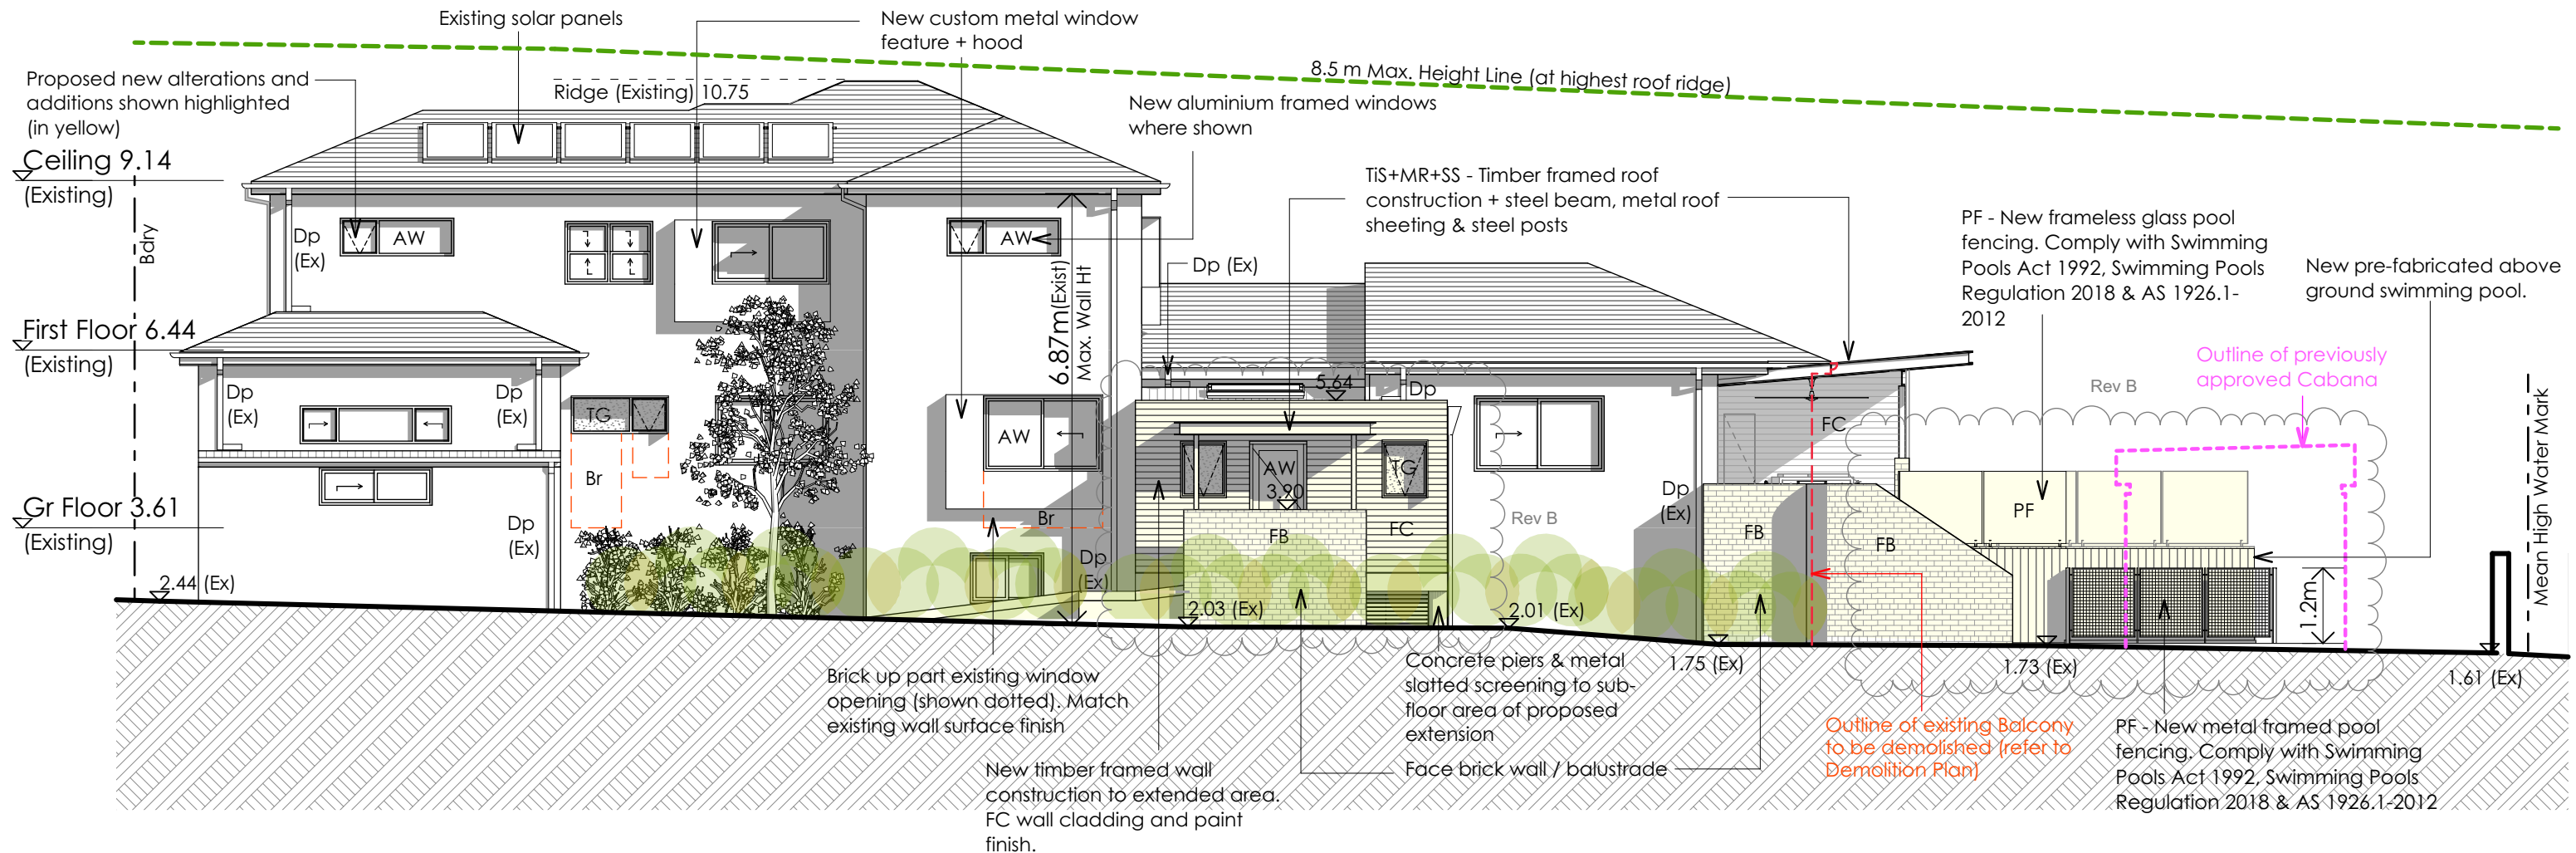 Existing solar panels
New custom metal window
feature + hood
Proposed new alterations and
additions shown highlighted
(in yellow)
Ridge (Existing) 10.75
8.5 m Max. Height Line (at highest roof ridge)
New aluminium framed windows
where shown
Ceiling 9.14
(Existing)
Bdry
TiS+MR+SS - Timber framed roof
construction + steel beam, metal roof
sheeting & steel posts
PF - New frameless glass pool
fencing. Comply with Swimming
Pools Act 1992, Swimming Pools
Regulation 2018 & AS 1926.1-
2012
New pre-fabricated above
ground swimming pool.
Dp
(Ex)
AW
AW
Dp (Ex)
6.87m(Exist)
Max. Wall Ht
First Floor 6.44
(Existing)
Outline of previously
approved Cabana
Rev B
Dp
(Ex)
Dp
(Ex)
5.64
Dp
TG
AW
FC
AW
3.90
TG
Br
Gr Floor 3.61
(Existing)
Dp
(Ex)
Br
Dp
(Ex)
FB
FC
Rev B
Dp
(Ex)
FB
FB
PF
Mean High Water Mark
2.44 (Ex)
2.03 (Ex)
2.01 (Ex)
1.2m
1.75 (Ex)
1.73 (Ex)
1.61 (Ex)
Brick up part existing window
opening (shown dotted). Match
existing wall surface finish
Concrete piers & metal
slatted screening to sub-
floor area of proposed
extension
Outline of existing Balcony
to be demolished (refer to
Demolition Plan)
PF - New metal framed pool
fencing. Comply with Swimming
Pools Act 1992, Swimming Pools
Regulation 2018 & AS 1926.1-2012
New timber framed wall
construction to extended area.
FC wall cladding and paint
finish.
Face brick wall / balustrade